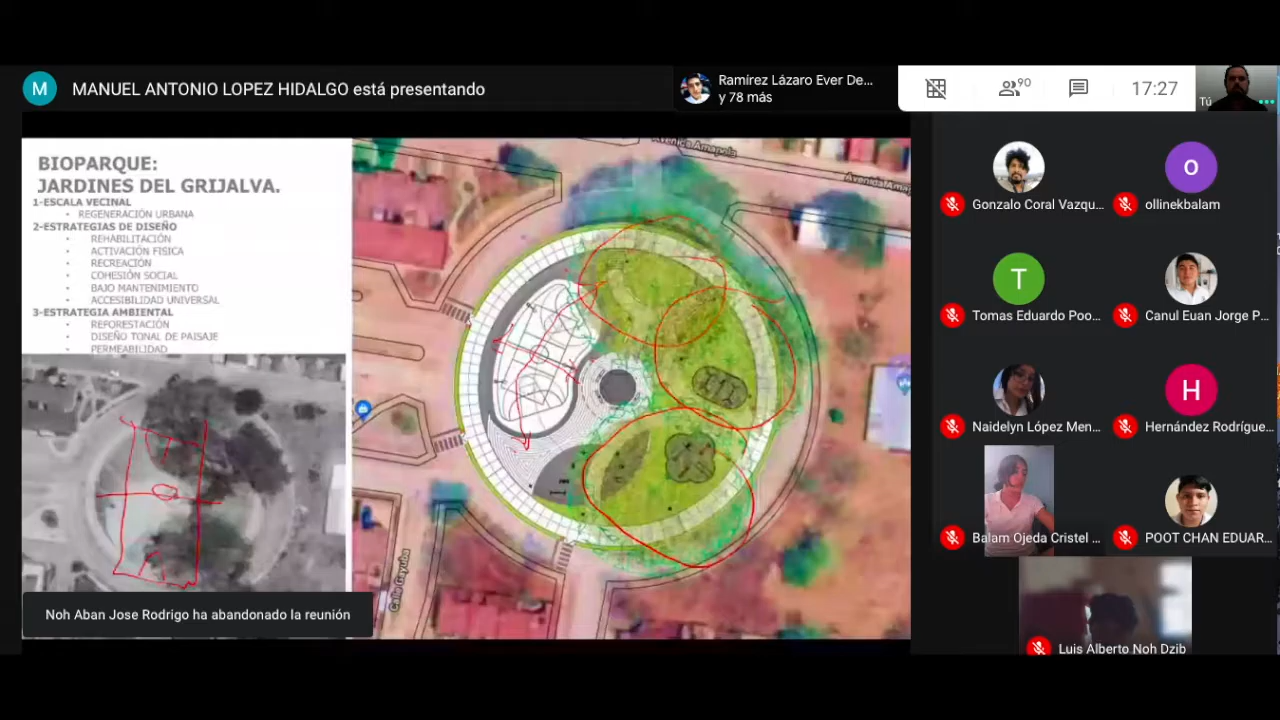 M MANUEL ANTONIO LOPEZ HIDALGO está presentando
Ramírez Lázaro Ever De...
y 78 más
90
17:27
Tú
BIOPARQUE:
JARDINES DEL GRIJALVA.
1-ESCALA VECINAL
• REGENERACIÓN URBANA
2-ESTRATEGIAS DE DISEÑO
• REHABILITACIÓN
• ACTIVACIÓN FISICA
• RECREACIÓN
• COHESIÓN SOCIAL
• BAJO MANTENIMIENTO
• ACCESIBILIDAD UNIVERSAL
3-ESTRATEGIA AMBIENTAL
• REFORESTACIÓN
• DISEÑO TONAL DE PAISAJE
• PERMEABILIDAD
Avenida Amapola
Avenida Ama
Calle Gayuba
Noh Aban Jose Rodrigo ha abandonado la reunión
Gonzalo Coral Vazqu...
O
ollinekbalam
T
Tomas Eduardo Poo...
Canul Euan Jorge P...
Naidelyn López Men...
H
Hernández Rodrígue...
Balam Ojeda Cristel ...
POOT CHAN EDUAR...
Luis Alberto Noh Dzib